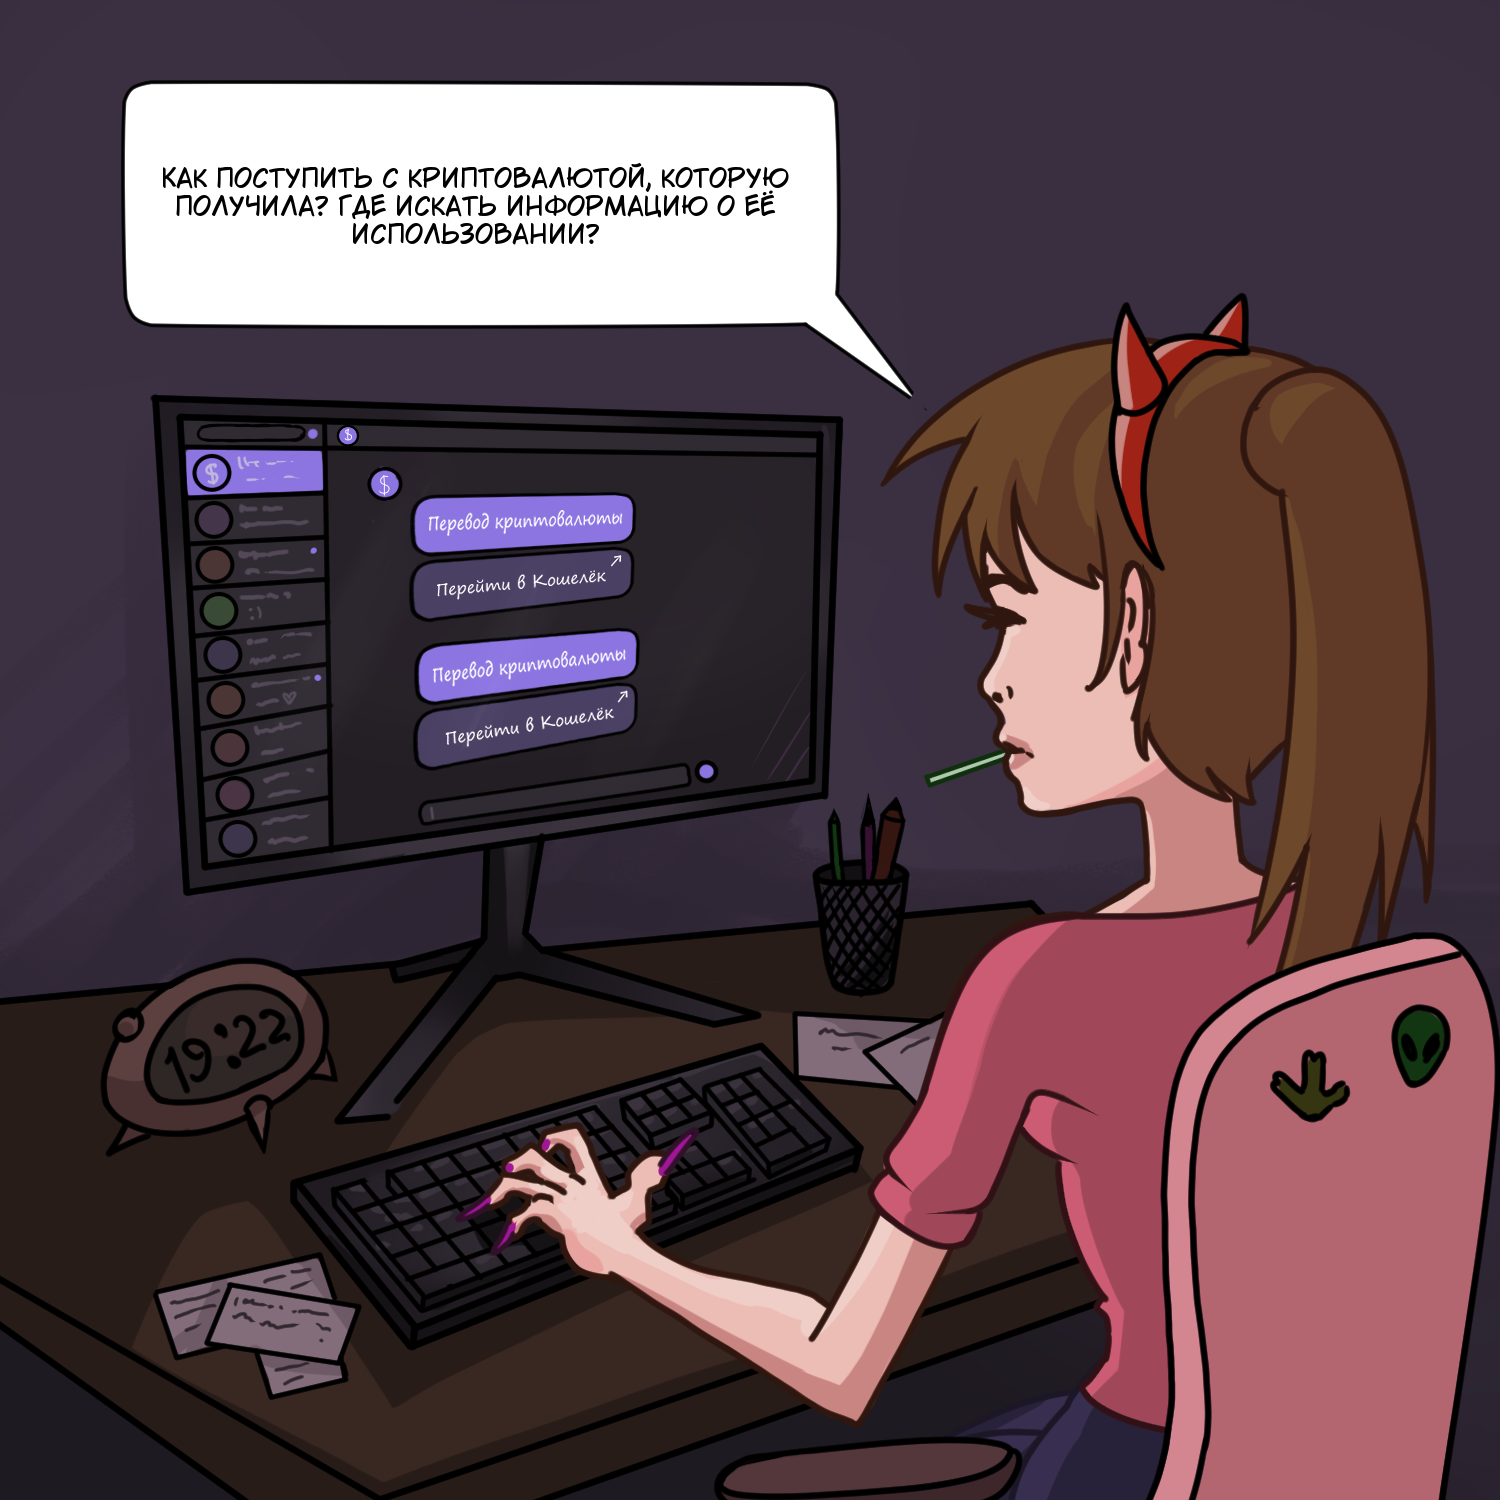 КАК ПОСТУПИТЬ С КРИПТОВАЛЮТОЙ, КОТОРУЮ
ПОЛУЧИЛА? ГДЕ ИСКАТЬ ИНФОРМАЦИЮ О ЕЁ
ИСПОЛЬЗОВАНИИ?
$
$
$
Перевод криптовалюты
Перейти в Кошелёк
:)
Перевод криптовалюты
Перейти в Кошелёк
19:22